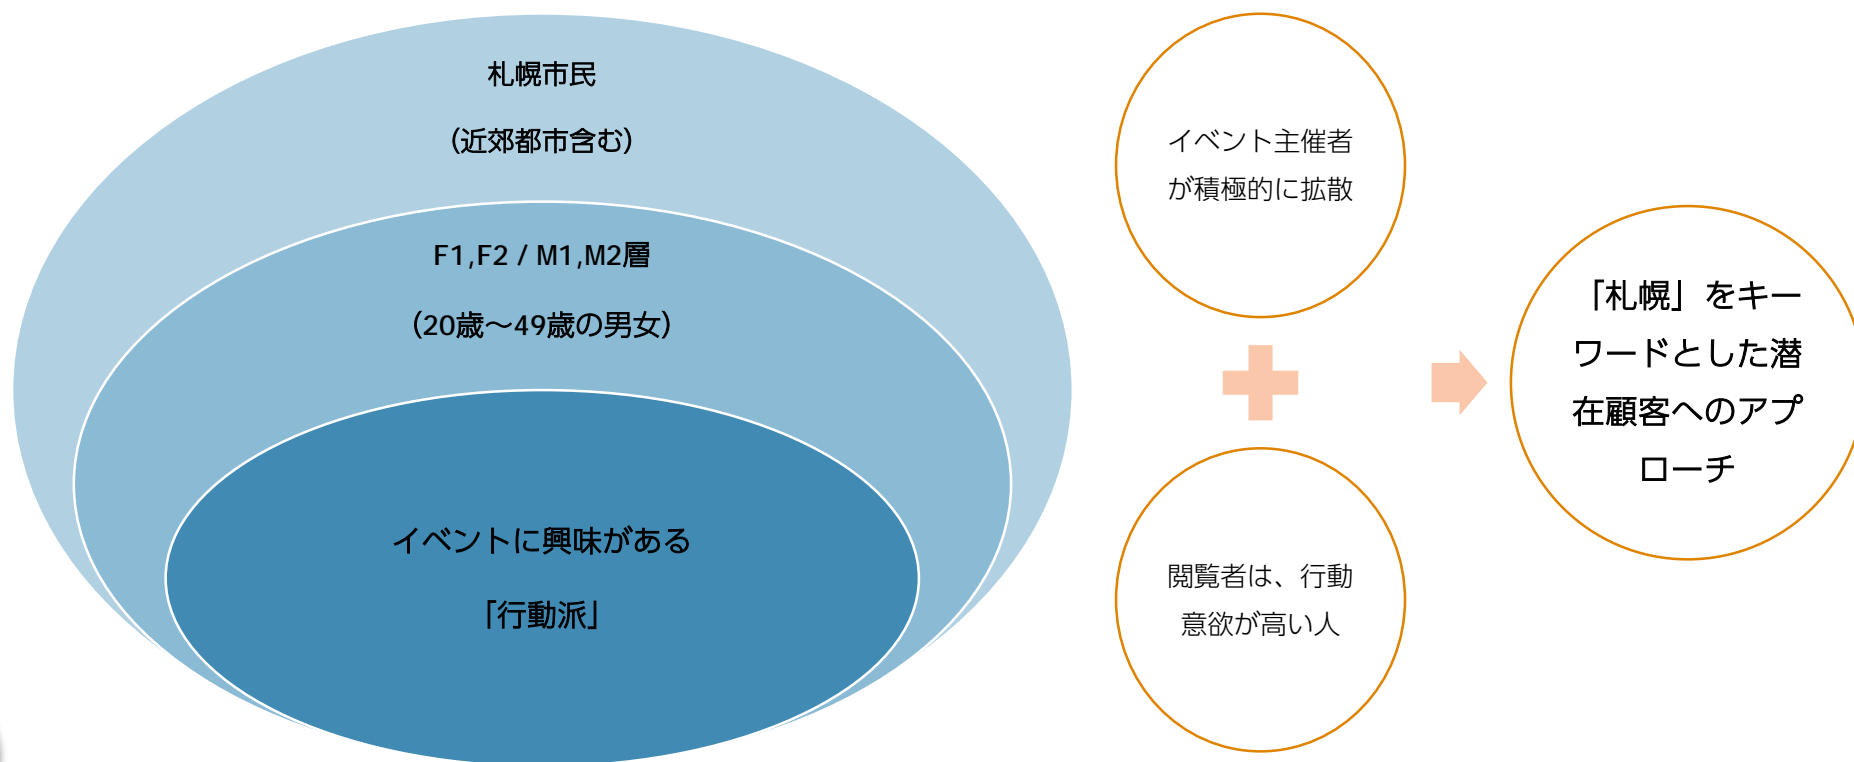 札幌市民
（近郊都市含む）
F1,F2 / M1,M2層
（20歳～49歳の男女）
イベントに興味がある
「行動派」
イベント主催者
が積極的に拡散
閲覧者は、行動
意欲が高い人
「札幌」をキー
ワードとした潜
在顧客へのアプ
ローチ